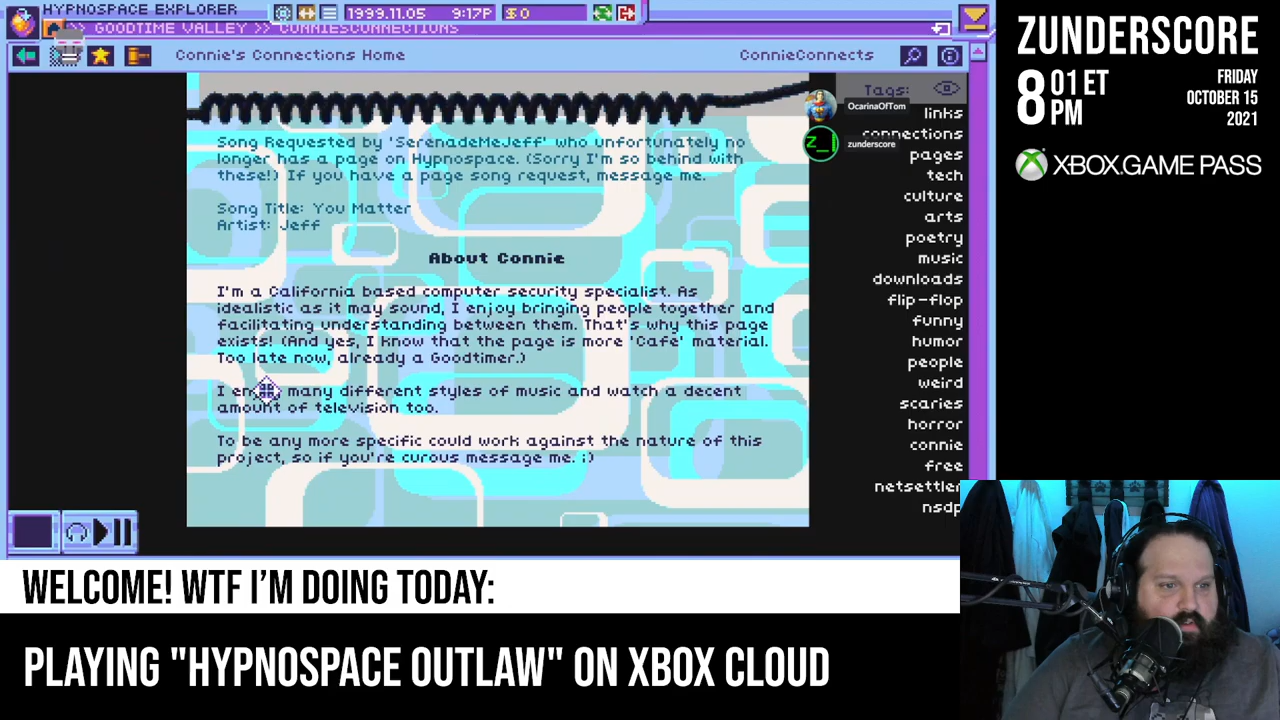 HYPNOSPACE EXPLORER
1999.11.05 9:17P $0
GOODTIME VALLEY >> CONNIESCONNECTIONS
Connie's Connections Home ConnieConnects
Song Requested by 'SerenadeMeJeff' who unfortunately no
longer has a page on Hypnospace. (Sorry I'm so behind with
these!) If you have a page song request, message me.
Song Title: You Matter
Artist: Jeff
About Connie
I'm a California based computer security specialist. As
idealistic as it may sound, I enjoy bringing people together and
facilitating understanding between them. That's why this page
exists! (And yes, I know that the page is more 'Cafe' material.
Too late now, already a Goodtimer.)
I many different styles of music and watch a decent
amount of television too.
To be any more specific could work against the nature of this
project, so if you're curous message me. :)
Tags:
links
connections
pages
tech
culture
arts
poetry
music
downloads
flip-flop
funny
humor
people
weird
scaries
horror
connie
free
netsettler
nsdp
OcarinaOfTom
z_
zunderscore
ZUNDERSCORE
8 01 ET
PM
FRIDAY
OCTOBER 15
2021
XBOX GAME PASS
WELCOME! WTF I'M DOING TODAY:
PLAYING "HYPNOSPACE OUTLAW" ON XBOX CLOUD